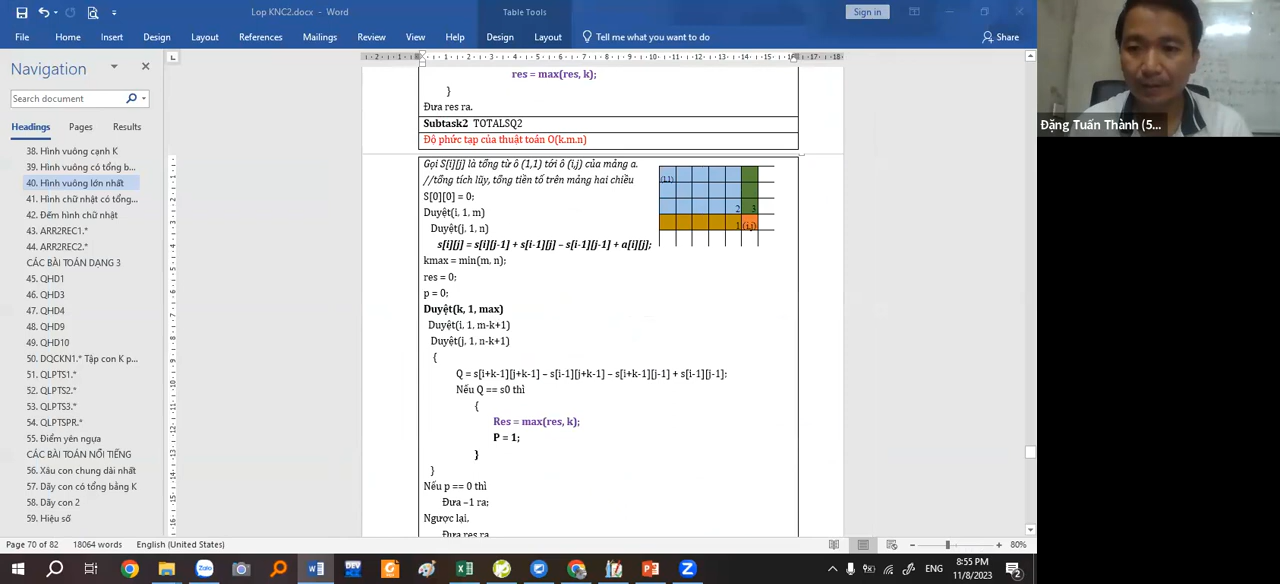 Lop KNC2.docx - Word
Table Tools
Sign in
File Home Insert Design Layout References Mailings Review View Help Design Layout Tell me what you want to do Share
Navigation
Search document
Headings Pages Results
38. Hình vuông cạnh K
39. Hình vuông có tổng b...
40. Hình vuông lớn nhất
41. Hình chữ nhật có tổng...
42. Đếm hình chữ nhật
43. ARR2REC1.*
44. ARR2REC2.*
CÁC BÀI TOÁN DẠNG 3
45. QHD1
46. QHD3
47. QHD4
48. QHD9
49. QHD10
50. DQCKN1.* Tập con K p...
51. QLPTS1.*
52. QLPTS2.*
53. QLPTS3.*
54. QLPTSPR.*
55. Điểm yên ngựa
CÁC BÀI TOÁN NỔI TIẾNG
56. Xâu con chung dài nhất
57. Dãy con có tổng bằng K
58. Dãy con 2
59. Hiệu số
res = max(res, k);
}
Đưa res ra.
Subtask2 TOTALSQ2
Độ phức tạp của thuật toán O(k.m.n)
Gọi S[i][j] là tổng từ ô (1,1) tới ô (i,j) của mảng a.
//tổng tích lũy, tổng tiền tố trên mảng hai chiều
S[0][0] = 0;
Duyệt(i, 1, m)
Duyệt(j, 1, n)
s[i][j] = s[i][j-1] + s[i-1][j] – s[i-1][j-1] + a[i][j];
kmax = min(m, n);
res = 0;
p = 0;
Duyệt(k, 1, max)
Duyệt(i, 1, m-k+1)
Duyệt(j, 1, n-k+1)
{
Q = s[i+k-1][j+k-1] – s[i-1][j+k-1] – s[i+k-1][j-1] + s[i-1][j-1];
Nếu Q == s0 thì
{
Res = max(res, k);
P = 1;
}
}
Nếu p == 0 thì
Đưa –1 ra;
Ngược lại,
Đưa res ra
(1,1)
2 3
1 (i,j)
Đặng Tuấn Thành (5...
Page 70 of 82 18064 words English (United States)
80%
ENG
8:55 PM
11/8/2023